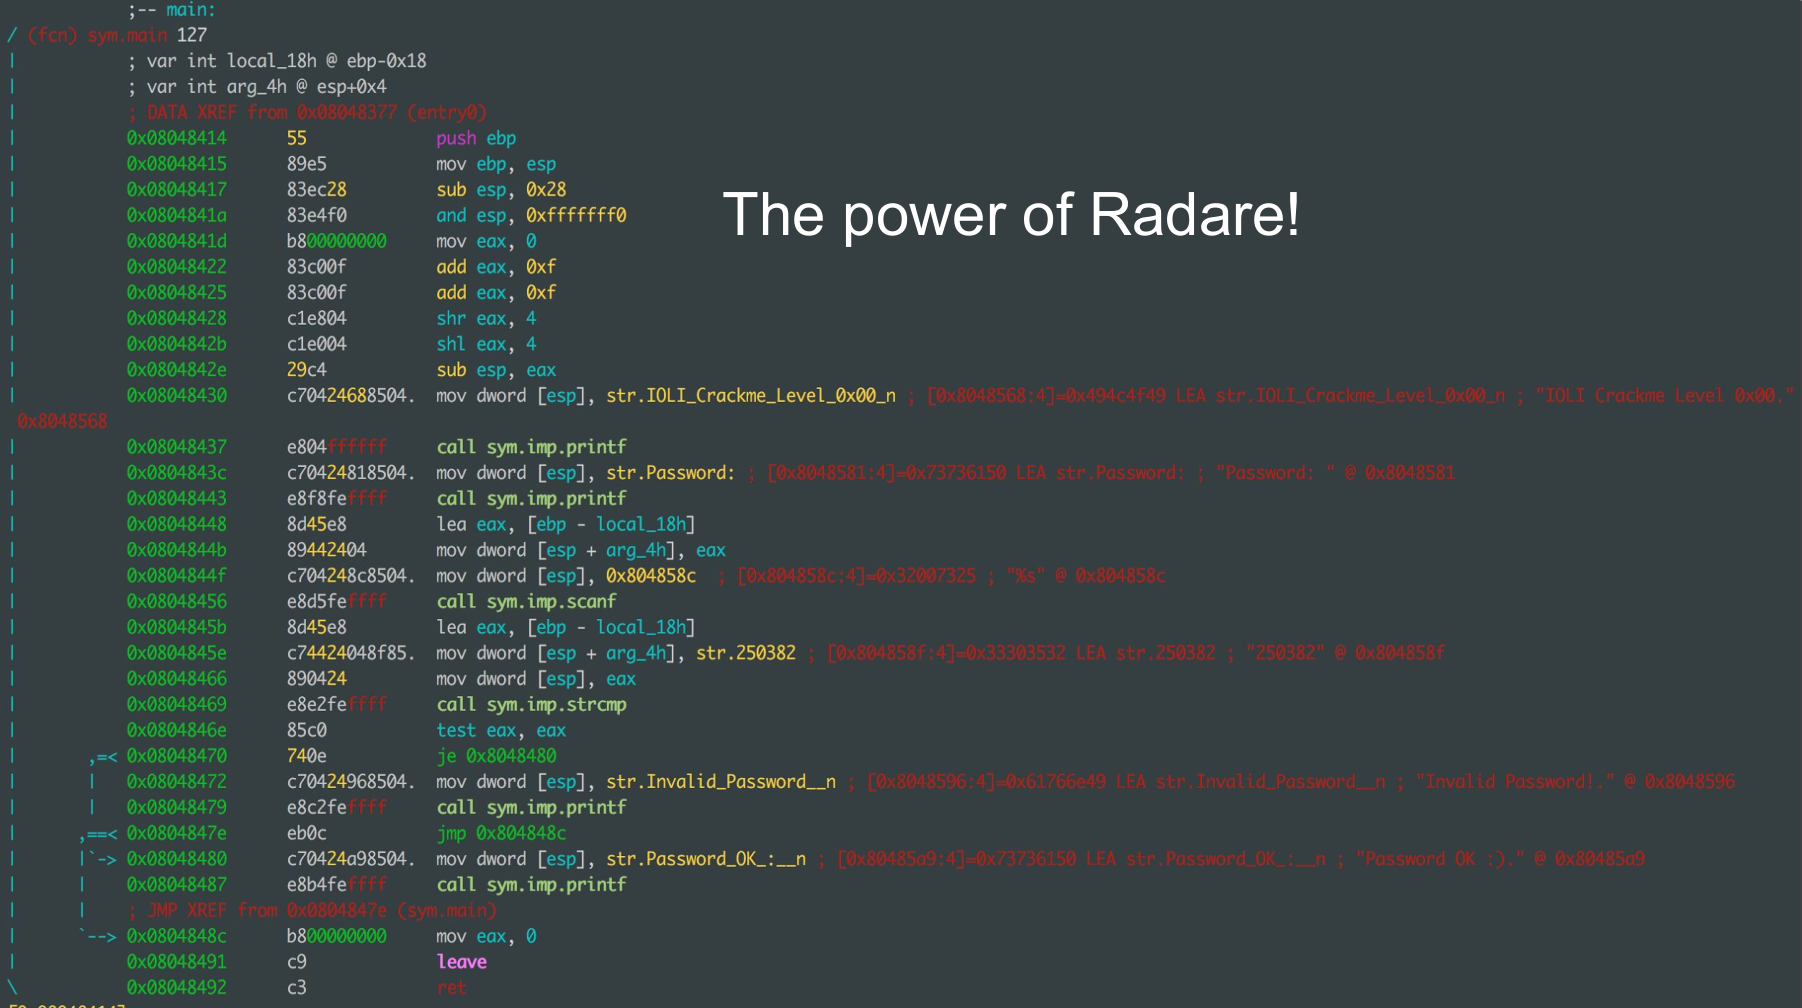 ;-- main:
/ (fcn) sym.main 127
| ; var int local_18h @ ebp-0x18
| ; var int arg_4h @ esp+0x4
| ; DATA XREF from 0x08048377 (entry0)
| 0x08048414 55 push ebp
| 0x08048415 89e5 mov ebp, esp
| 0x08048417 83ec28 sub esp, 0x28
The power of Radare!
| 0x0804841a 83e4f0 and esp, 0xfffffff0
| 0x0804841d b800000000 mov eax, 0
| 0x08048422 83c00f add eax, 0xf
| 0x08048425 83c00f add eax, 0xf
| 0x08048428 c1e804 shr eax, 4
| 0x0804842b c1e004 shl eax, 4
| 0x0804842e 29c4 sub esp, eax
| 0x08048430 c70424688504. mov dword [esp], str.IOLI_Crackme_Level_0x00_n ; [0x8048568:4]=0x494c4f49 LEA str.IOLI_Crackme_Level_0x00_n ; "IOLI Crackme Level 0x00."
0x8048568
| 0x08048437 e804ffffff call sym.imp.printf
| 0x0804843c c70424818504. mov dword [esp], str.Password: ; [0x8048581:4]=0x73736150 LEA str.Password: ; "Password: " @ 0x8048581
| 0x08048443 e8f8feffff call sym.imp.printf
| 0x08048448 8d45e8 lea eax, [ebp - local_18h]
| 0x0804844b 89442404 mov dword [esp + arg_4h], eax
| 0x0804844f c704248c8504. mov dword [esp], 0x804858c ; [0x804858c:4]=0x32007325 ; "%s" @ 0x804858c
| 0x08048456 e8d5feffff call sym.imp.scanf
| 0x0804845b 8d45e8 lea eax, [ebp - local_18h]
| 0x0804845e c74424048f85. mov dword [esp + arg_4h], str.250382 ; [0x804858f:4]=0x33303532 LEA str.250382 ; "250382" @ 0x804858f
| 0x08048466 890424 mov dword [esp], eax
| 0x08048469 e8e2feffff call sym.imp.strcmp
| 0x0804846e 85c0 test eax, eax
| ,=< 0x08048470 740e je 0x8048480
| | 0x08048472 c70424968504. mov dword [esp], str.Invalid_Password__n ; [0x8048596:4]=0x61766e49 LEA str.Invalid_Password__n ; "Invalid Password!." @ 0x8048596
| | 0x08048479 e8c2feffff call sym.imp.printf
| ,==< 0x0804847e eb0c jmp 0x804848c
| |`-> 0x08048480 c70424a98504. mov dword [esp], str.Password_OK_:__n ; [0x80485a9:4]=0x73736150 LEA str.Password_OK_:__n ; "Password OK :)." @ 0x80485a9
| | 0x08048487 e8b4feffff call sym.imp.printf
| | ; JMP XREF from 0x0804847e (sym.main)
| `--> 0x0804848c b800000000 mov eax, 0
| 0x08048491 c9 leave
\ 0x08048492 c3 ret